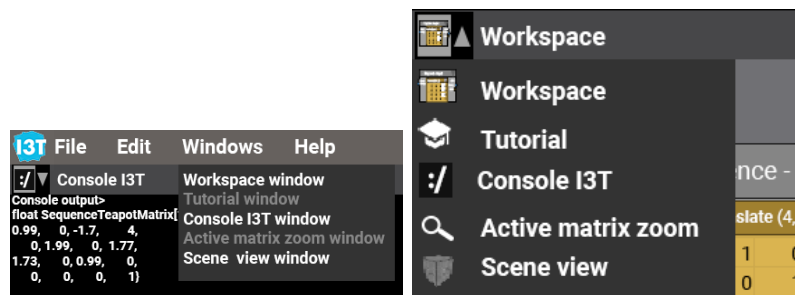 I3T File Edit Windows Help
:/ Console I3T
Workspace window
Tutorial window
Console I3T window
Active matrix zoom window
Scene view window
Console output>
float SequenceTeapotMatrix[
0.99, 0, -1.7, 4,
0, 1.99, 0, 1.77,
1.73, 0, 0.99, 0,
0, 0, 0, 1}
Workspace
Workspace
Tutorial
:/ Console I3T
Active matrix zoom
Scene view
nce -
slate (4,
1
0